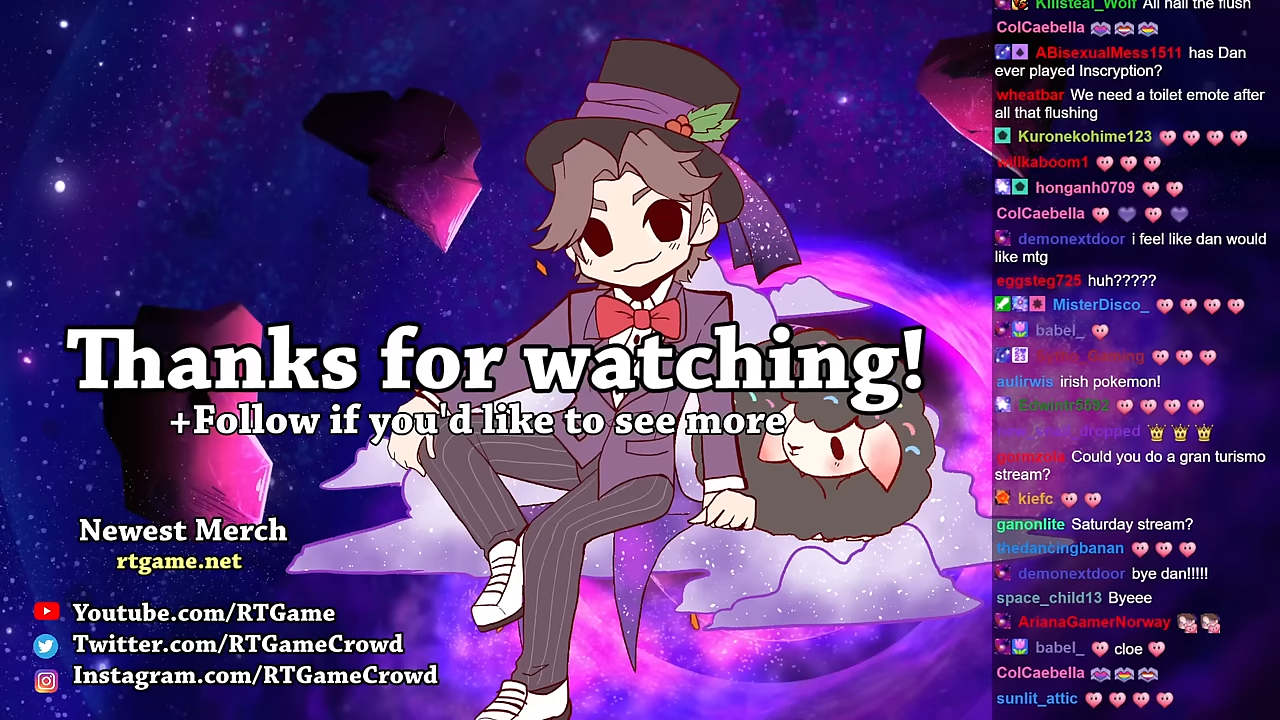 Thanks for watching!
+Follow if you'd like to see more
Newest Merch
rtgame.net
Youtube.com/RTGame
Twitter.com/RTGameCrowd
Instagram.com/RTGameCrowd
Killsteal_Wolf All hail the flush
ColCaebella
ABisexualMess1511 has Dan
ever played Inscryption?
wheatbar We need a toilet emote after
all that flushing
Kuronekohime123
willkaboom1
honganh0709
ColCaebella
demonextdoor i feel like dan would
like mtg
eggsteg725 huh?????
MisterDisco_
babel_
aulirwis irish pokemon!
Edwintr5592
dropped
Could you do a gran turismo
stream?
kiefc
ganonlite Saturday stream?
thedancingbanan
demonextdoor bye dan!!!!!
space_child13 Byeee
ArianaGamerNorway
babel_ cloe
ColCaebella
sunlit_attic